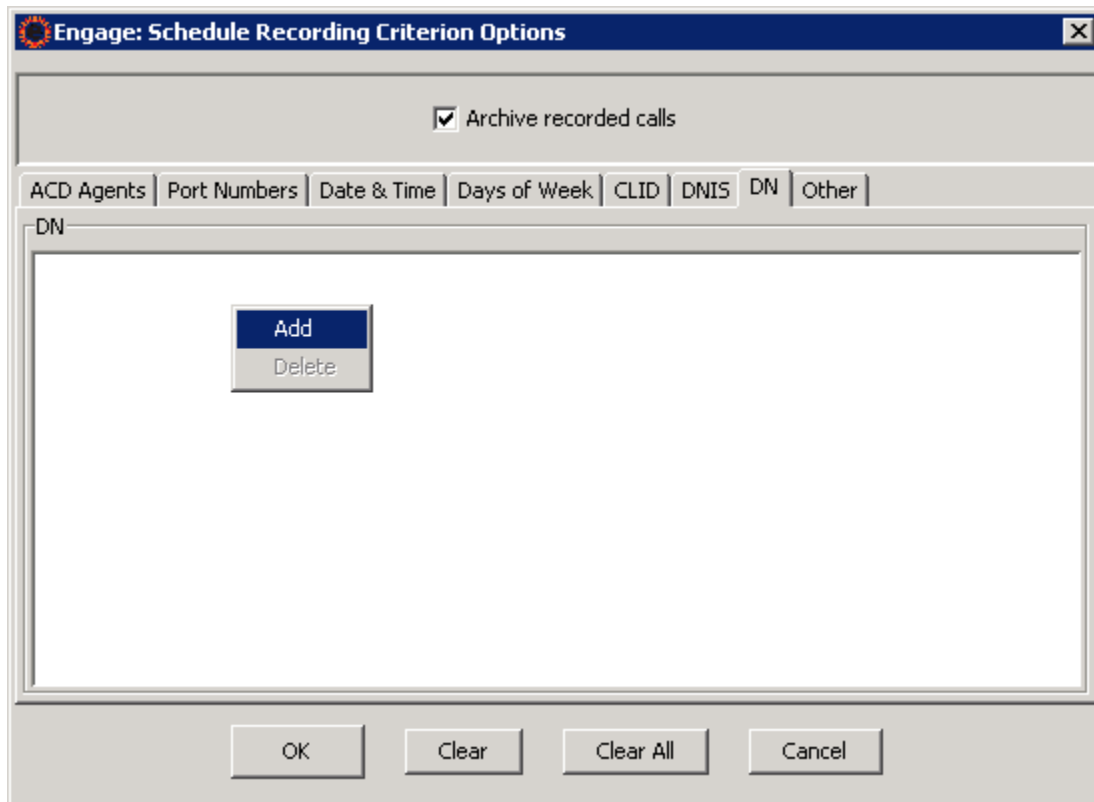 Engage: Schedule Recording Criterion Options
Archive recorded calls
ACD Agents Port Numbers Date & Time Days of Week CLID DNIS DN Other
DN
Add
Delete
OK Clear Clear All Cancel